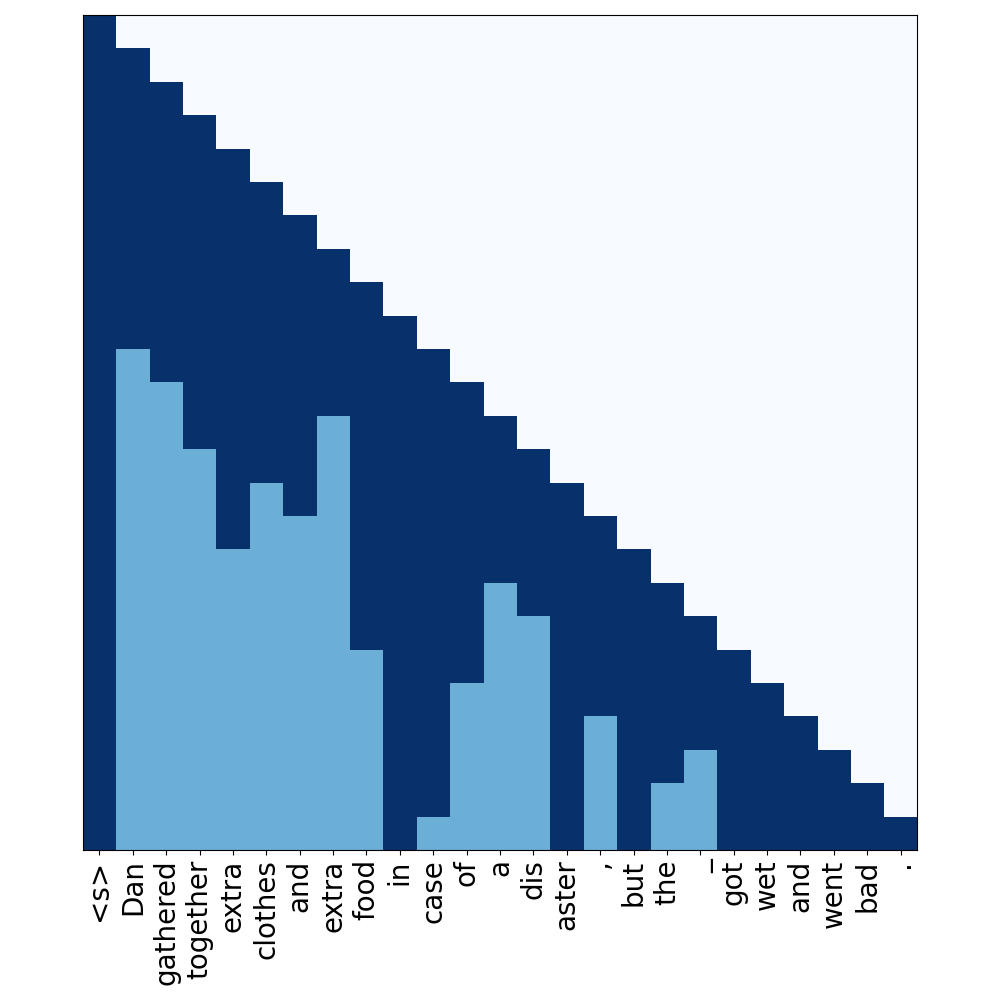 <s> Dan gathered together extra clothes and extra food in case of a dis aster , but the _ got wet and went bad .